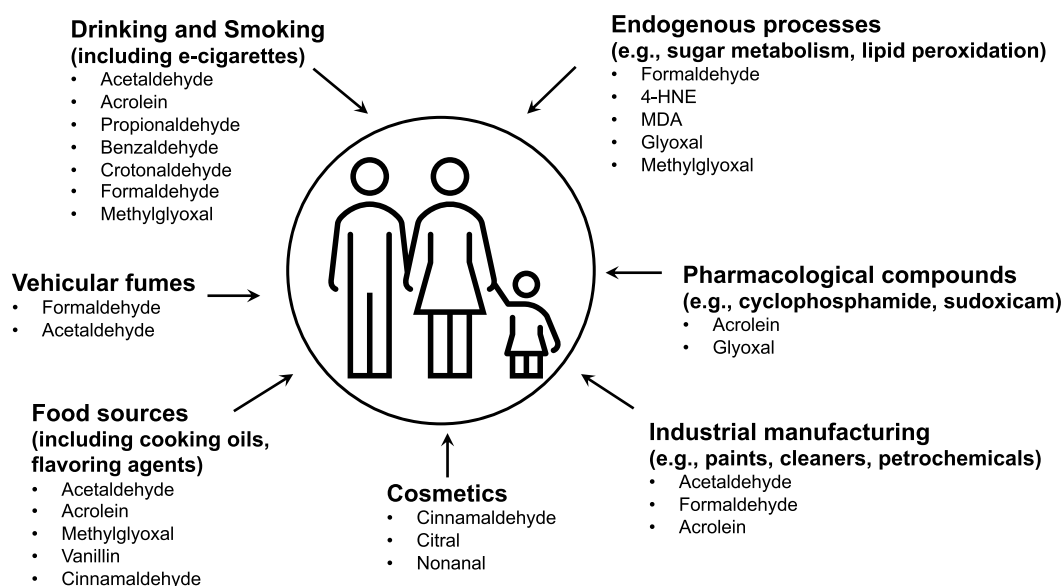 Drinking and Smoking
(including e-cigarettes)
• Acetaldehyde
• Acrolein
• Propionaldehyde
• Benzaldehyde
• Crotonaldehyde
• Formaldehyde
• Methylglyoxal
Endogenous processes
(e.g., sugar metabolism, lipid peroxidation)
• Formaldehyde
• 4-HNE
• MDA
• Glyoxal
• Methylglyoxal
Vehicular fumes
• Formaldehyde
• Acetaldehyde
Pharmacological compounds
(e.g., cyclophosphamide, sudoxicam)
• Acrolein
• Glyoxal
Food sources
(including cooking oils,
flavoring agents)
• Acetaldehyde
• Acrolein
• Methylglyoxal
• Vanillin
• Cinnamaldehyde
Cosmetics
• Cinnamaldehyde
• Citral
• Nonanal
Industrial manufacturing
(e.g., paints, cleaners, petrochemicals)
• Acetaldehyde
• Formaldehyde
• Acrolein